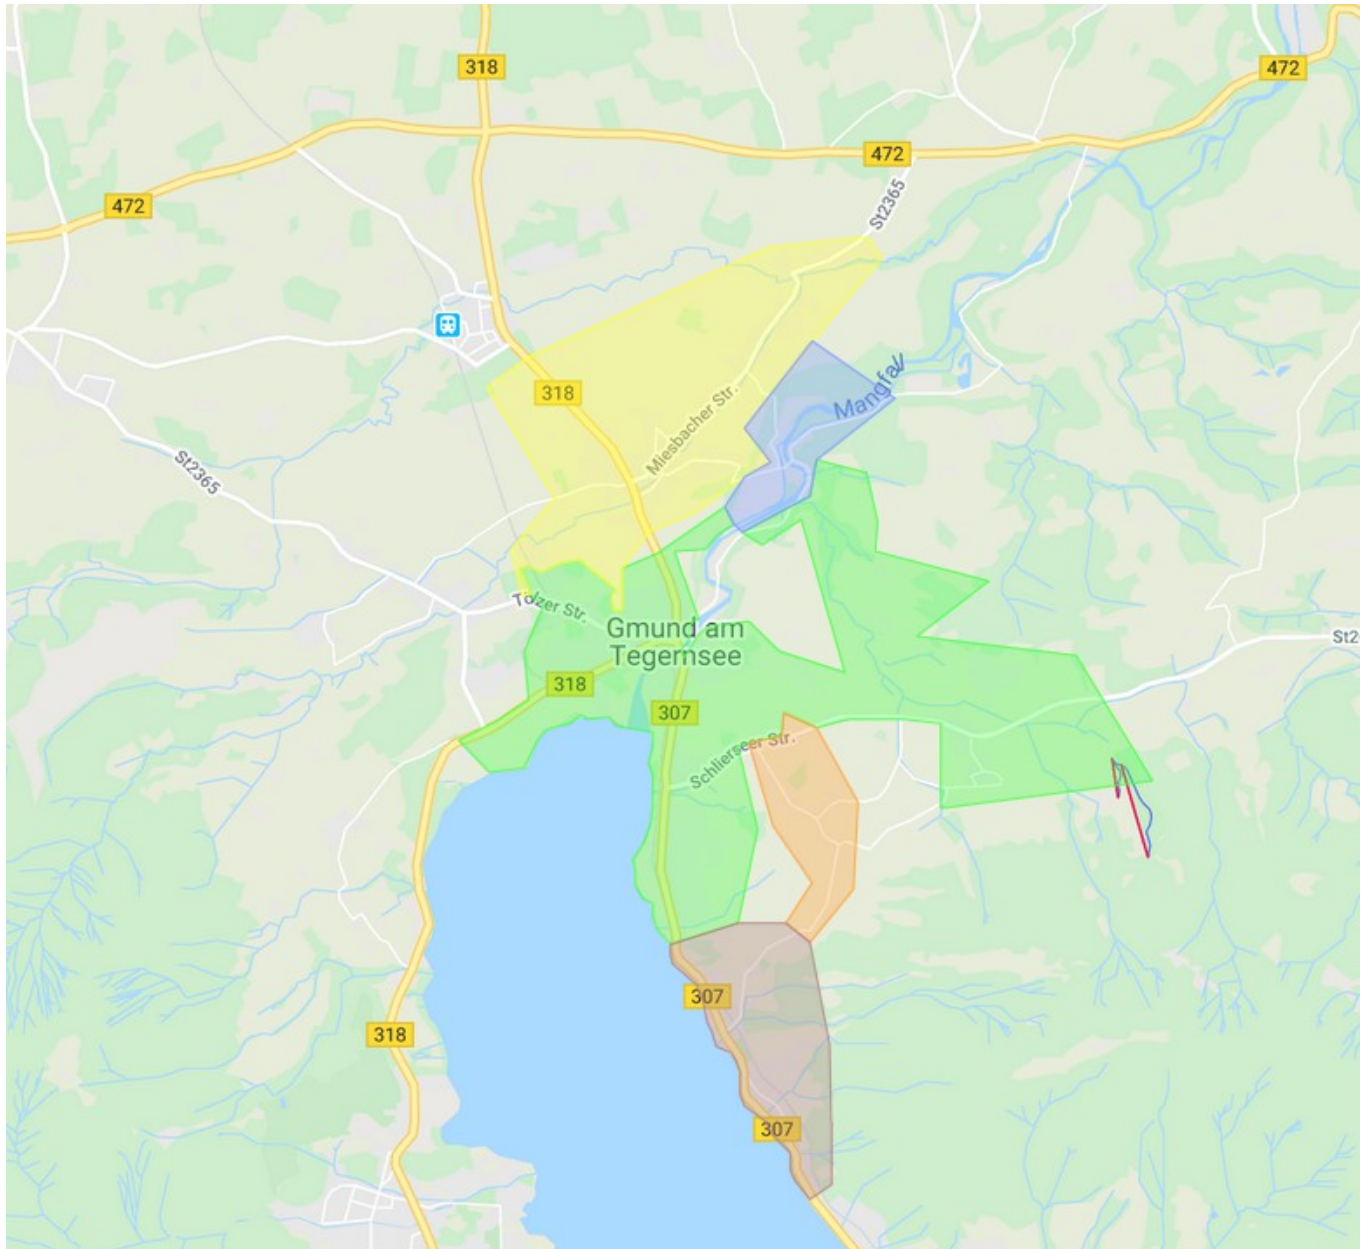 318
472
472
472
St2365
318
Mangfall
Miesbacher Str.
St2365
Tölzer Str.
Gmund am
Tegernsee
St2
318
307
Schlierseer Str.
307
318
307